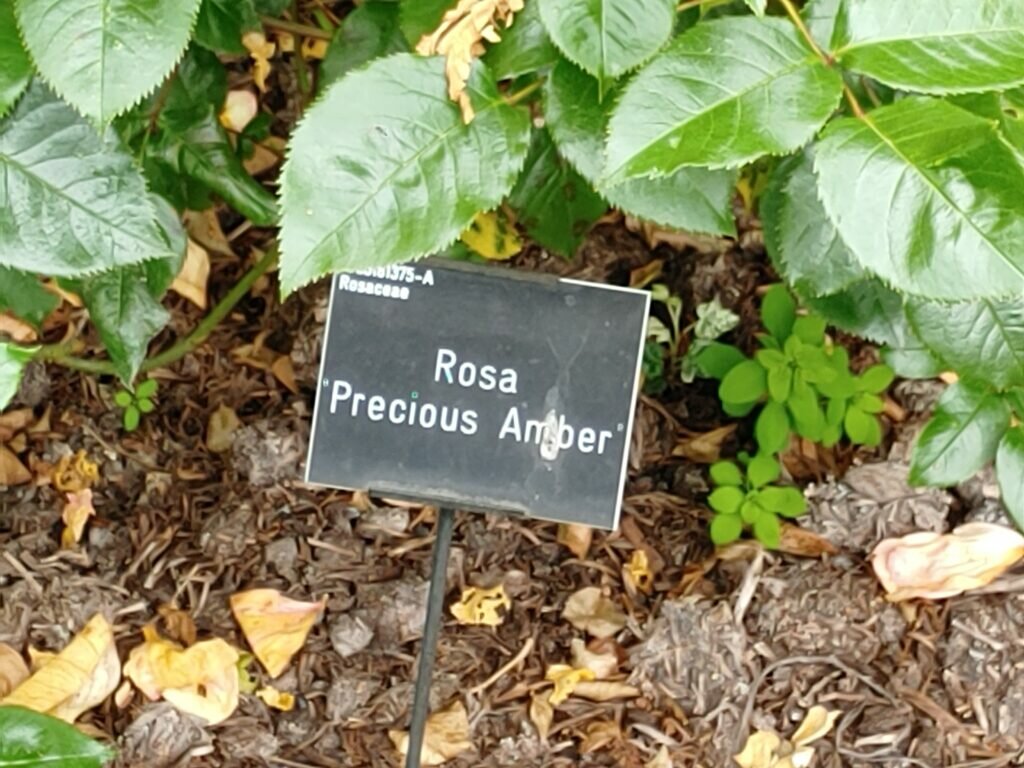 Rosaceae
Rosa
"Precious Amber"